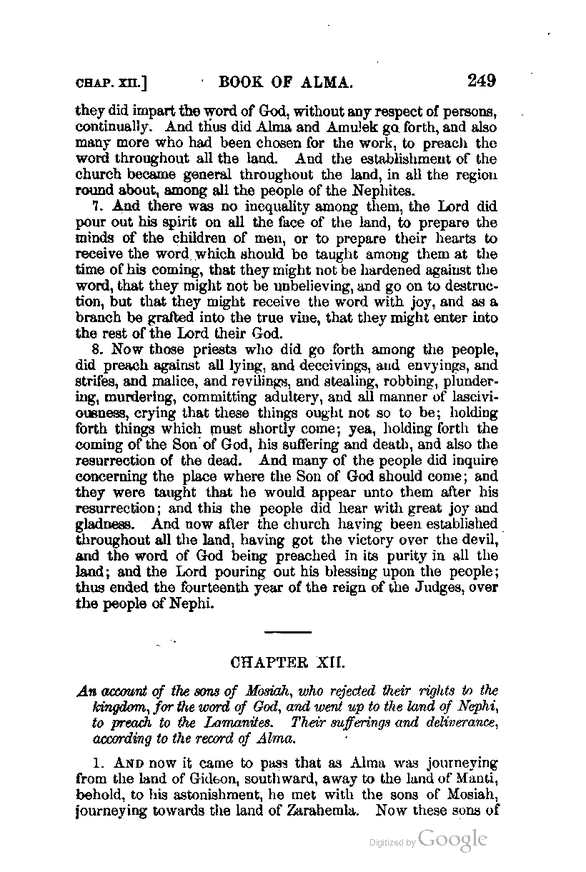 CHAP. XII.] BOOK OF ALMA. 249
they did impart the word of God, without any respect of persons,
continually. And thus did Alma and Amulek go forth, and also
many more who had been chosen for the work, to preach the
word throughout all the land. And the establishment of the
church became general throughout the land, in all the region
round about, among all the people of the Nephites.
7. And there was no inequality among them, the Lord did
pour out his spirit on all the face of the land, to prepare the
minds of the children of men, or to prepare their hearts to
receive the word which should be taught among them at the
time of his coming, that they might not be hardened against the
word, that they might not be unbelieving, and go on to destruc-
tion, but that they might receive the word with joy, and as a
branch be grafted into the true vine, that they might enter into
the rest of the Lord their God.
8. Now those priests who did go forth among the people,
did preach against all lying, and deceivings, and envyings, and
strifes, and malice, and revilings, and stealing, robbing, plunder-
ing, murdering, committing adultery, and all manner of lascivi-
ousness, crying that these things ought not so to be; holding
forth things which must shortly come; yea, holding forth the
coming of the Son of God, his suffering and death, and also the
resurrection of the dead. And many of the people did inquire
concerning the place where the Son of God should come; and
they were taught that he would appear unto them after his
resurrection; and this the people did hear with great joy and
gladness. And now after the church having been established
throughout all the land, having got the victory over the devil,
and the word of God being preached in its purity in all the
land; and the Lord pouring out his blessing upon the people;
thus ended the fourteenth year of the reign of the Judges, over
the people of Nephi.
CHAPTER XII.
An account of the sons of Mosiah, who rejected their rights to the
kingdom, for the word of God, and went up to the land of Nephi,
to preach to the Lamanites. Their sufferings and deliverance,
according to the record of Alma.
1. AND now it came to pass that as Alma was journeying
from the land of Gideon, southward, away to the land of Manti,
behold, to his astonishment, he met with the sons of Mosiah,
journeying towards the land of Zarahemla. Now these sons of
Digitized by Google